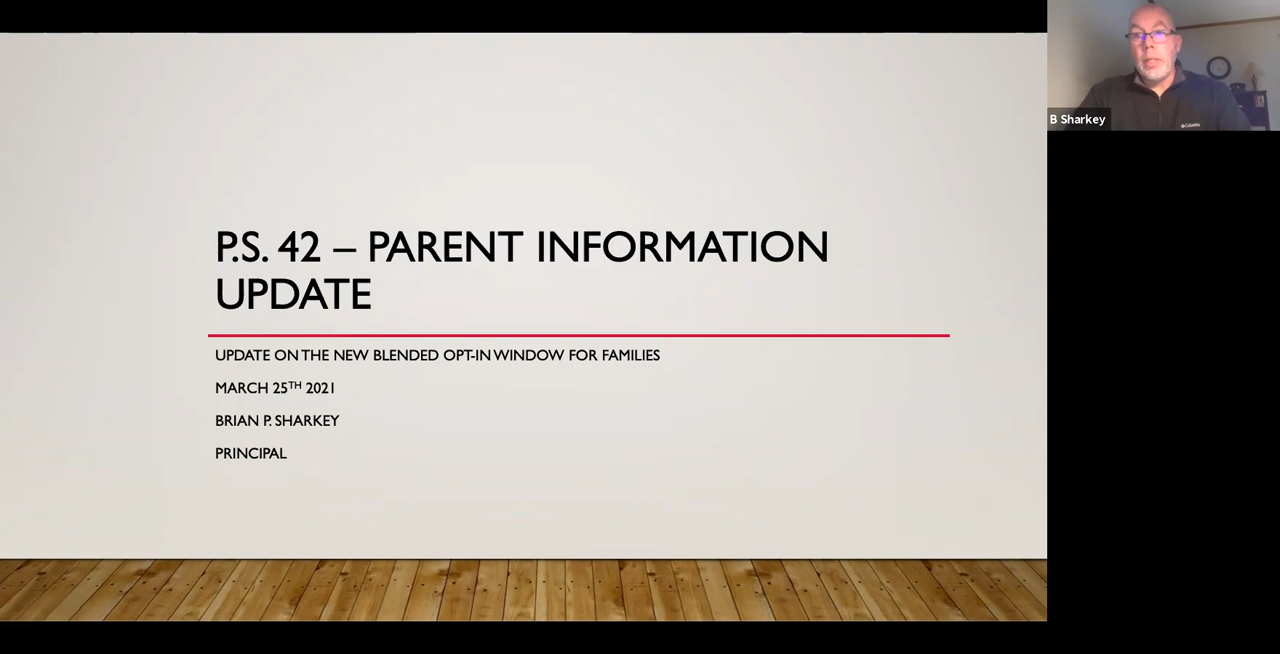 P.S. 42 – PARENT INFORMATION
UPDATE
UPDATE ON THE NEW BLENDED OPT-IN WINDOW FOR FAMILIES
MARCH 25TH 2021
BRIAN P. SHARKEY
PRINCIPAL
B Sharkey
Columbia